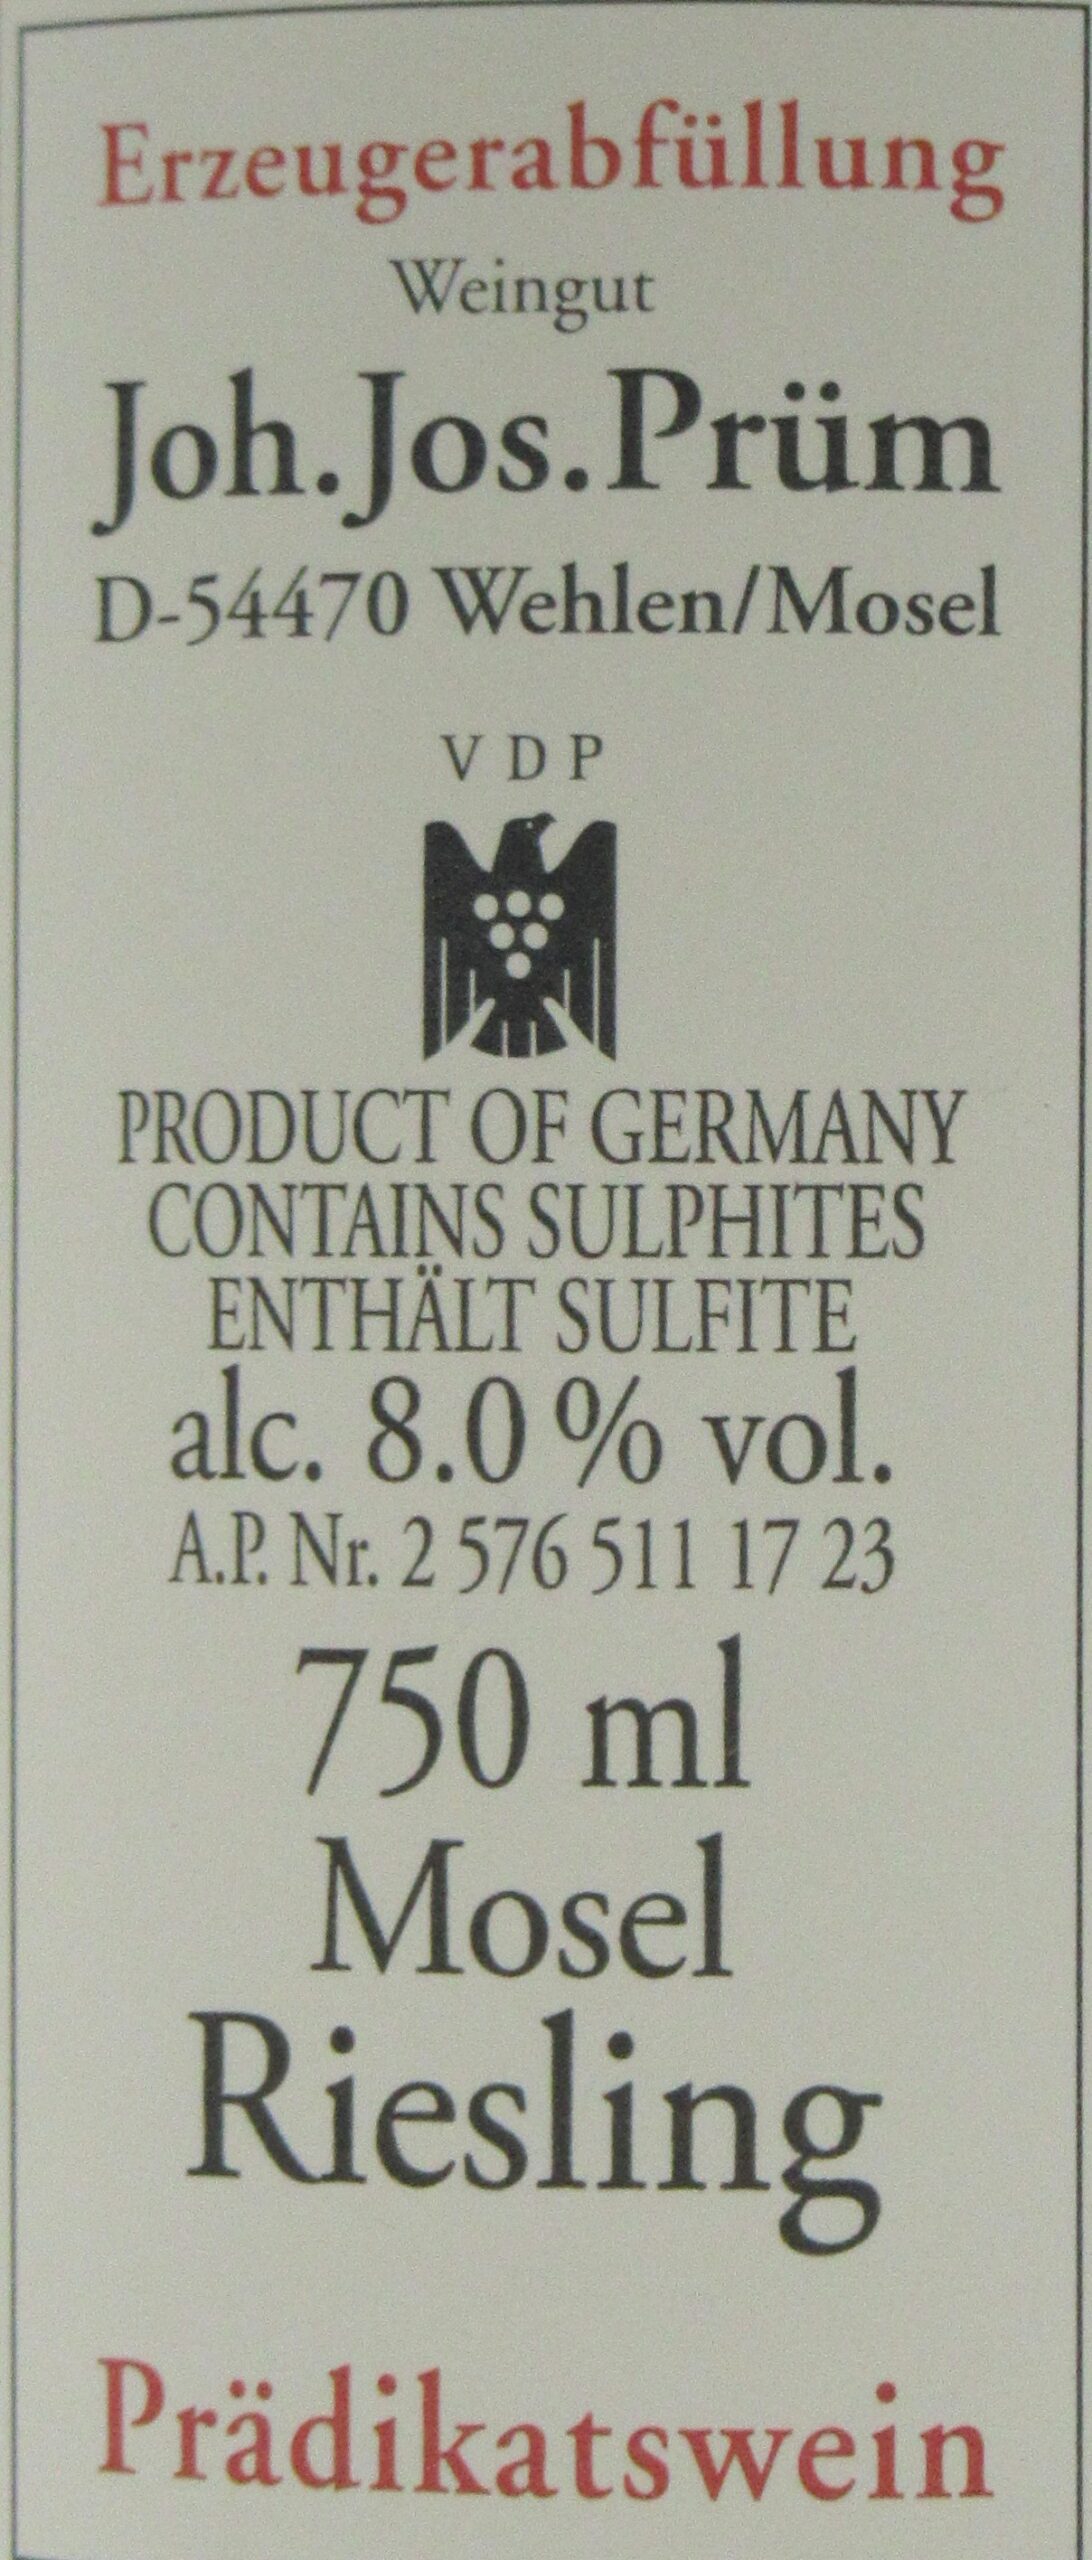 Erzeugerabfüllung
Weingut
Joh. Jos. Prüm
D-54470 Wehlen/Mosel
V D P
PRODUCT OF GERMANY
CONTAINS SULPHITES
ENTHÄLT SULFITE
alc. 8.0 % vol.
A.P. Nr. 2 576 511 17 23
750 ml
Mosel
Riesling
Prädikatswein